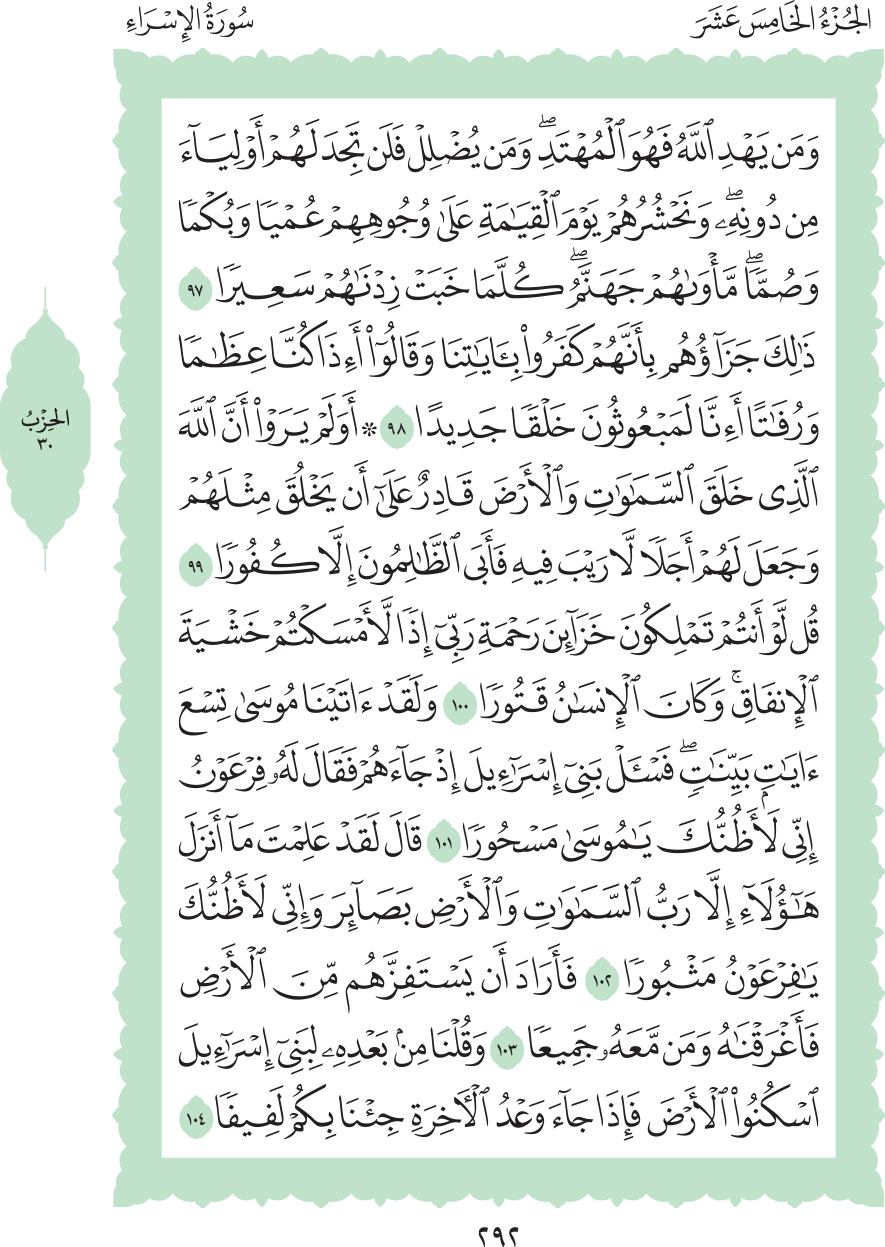 الجُزْءُ الخَامِسَ عَشَرَ
سُورَةُ الإِسْرَاءِ
وَمَن يَهْدِ ٱللَّهُ فَهُوَ ٱلْمُهْتَدِۖ وَمَن يُضْلِلْ فَلَن تَجِدَ لَهُمْ أَوْلِيَآءَ
مِن دُونِهِۦۖ وَنَحْشُرُهُمْ يَوْمَ ٱلْقِيَٰمَةِ عَلَىٰ وُجُوهِهِمْ عُمْيًا وَبُكْمًا
وَصُمًّاۖ مَّأْوَىٰهُمْ جَهَنَّمُۖ كُلَّمَا خَبَتْ زِدْنَٰهُمْ سَعِيرًا ٩٧
ذَٰلِكَ جَزَآؤُهُم بِأَنَّهُمْ كَفَرُوا۟ بِـَٔايَٰتِنَا وَقَالُوٓا۟ أَءِذَا كُنَّا عِظَٰمًا
وَرُفَٰتًا أَءِنَّا لَمَبْعُوثُونَ خَلْقًا جَدِيدًا ٩٨ ۞ أَوَلَمْ يَرَوْا۟ أَنَّ ٱللَّهَ
ٱلَّذِى خَلَقَ ٱلسَّمَٰوَٰتِ وَٱلْأَرْضَ قَادِرٌ عَلَىٰٓ أَن يَخْلُقَ مِثْلَهُمْ
وَجَعَلَ لَهُمْ أَجَلًا لَّا رَيْبَ فِيهِ فَأَبَى ٱلظَّٰلِمُونَ إِلَّا كُفُورًا ٩٩
قُل لَّوْ أَنتُمْ تَمْلِكُونَ خَزَآئِنَ رَحْمَةِ رَبِّىٓ إِذًا لَّأَمْسَكْتُمْ خَشْيَةَ
ٱلْإِنفَاقِۚ وَكَانَ ٱلْإِنسَٰنُ قَتُورًا ١٠٠ وَلَقَدْ ءَاتَيْنَا مُوسَىٰ تِسْعَ
ءَايَٰتٍۭ بَيِّنَٰتٍۖ فَسْـَٔلْ بَنِىٓ إِسْرَٰٓءِيلَ إِذْ جَآءَهُمْ فَقَالَ لَهُۥ فِرْعَوْنُ
إِنِّى لَأَظُنُّكَ يَٰمُوسَىٰ مَسْحُورًا ١٠١ قَالَ لَقَدْ عَلِمْتَ مَآ أَنزَلَ
هَٰٓؤُلَآءِ إِلَّا رَبُّ ٱلسَّمَٰوَٰتِ وَٱلْأَرْضِ بَصَآئِرَ وَإِنِّى لَأَظُنُّكَ
يَٰفِرْعَوْنُ مَثْبُورًا ١٠٢ فَأَرَادَ أَن يَسْتَفِزَّهُم مِّنَ ٱلْأَرْضِ
فَأَغْرَقْنَٰهُ وَمَن مَّعَهُۥ جَمِيعًا ١٠٣ وَقُلْنَا مِنۢ بَعْدِهِۦ لِبَنِىٓ إِسْرَٰٓءِيلَ
ٱسْكُنُوا۟ ٱلْأَرْضَ فَإِذَا جَآءَ وَعْدُ ٱلْءَاخِرَةِ جِئْنَا بِكُمْ لَفِيفًا ١٠٤
الحِزْبُ
٣٠
٢٩٢